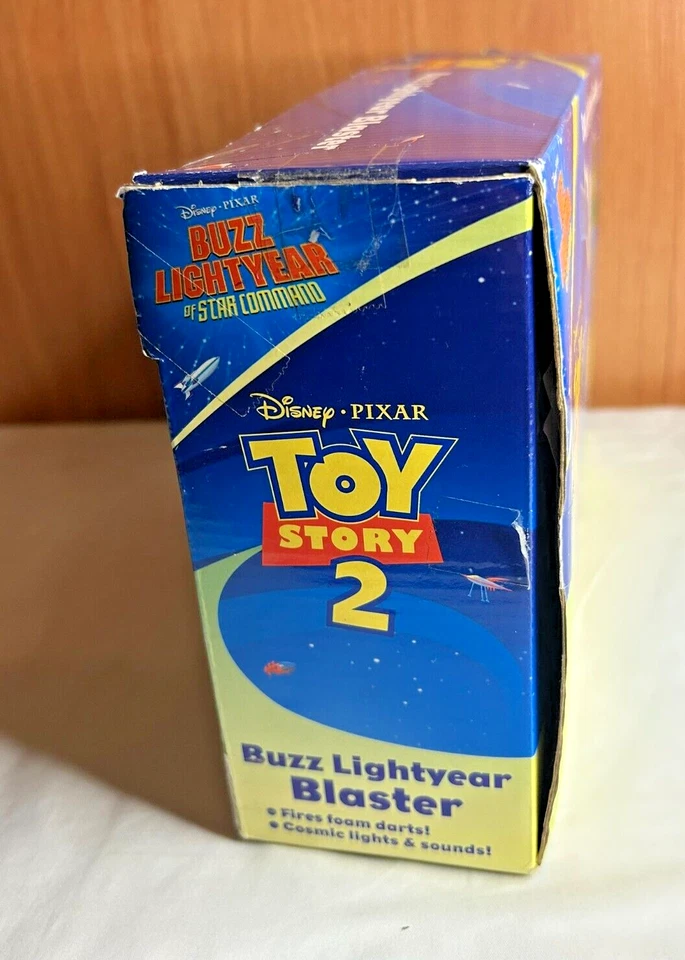 Blaster
Disney · PIXAR
BUZZ
LIGHTYEAR
OF STAR COMMAND
Disney · PIXAR
TOY
STORY
2
Buzz Lightyear
Blaster
• Fires foam darts!
• Cosmic lights & sounds!